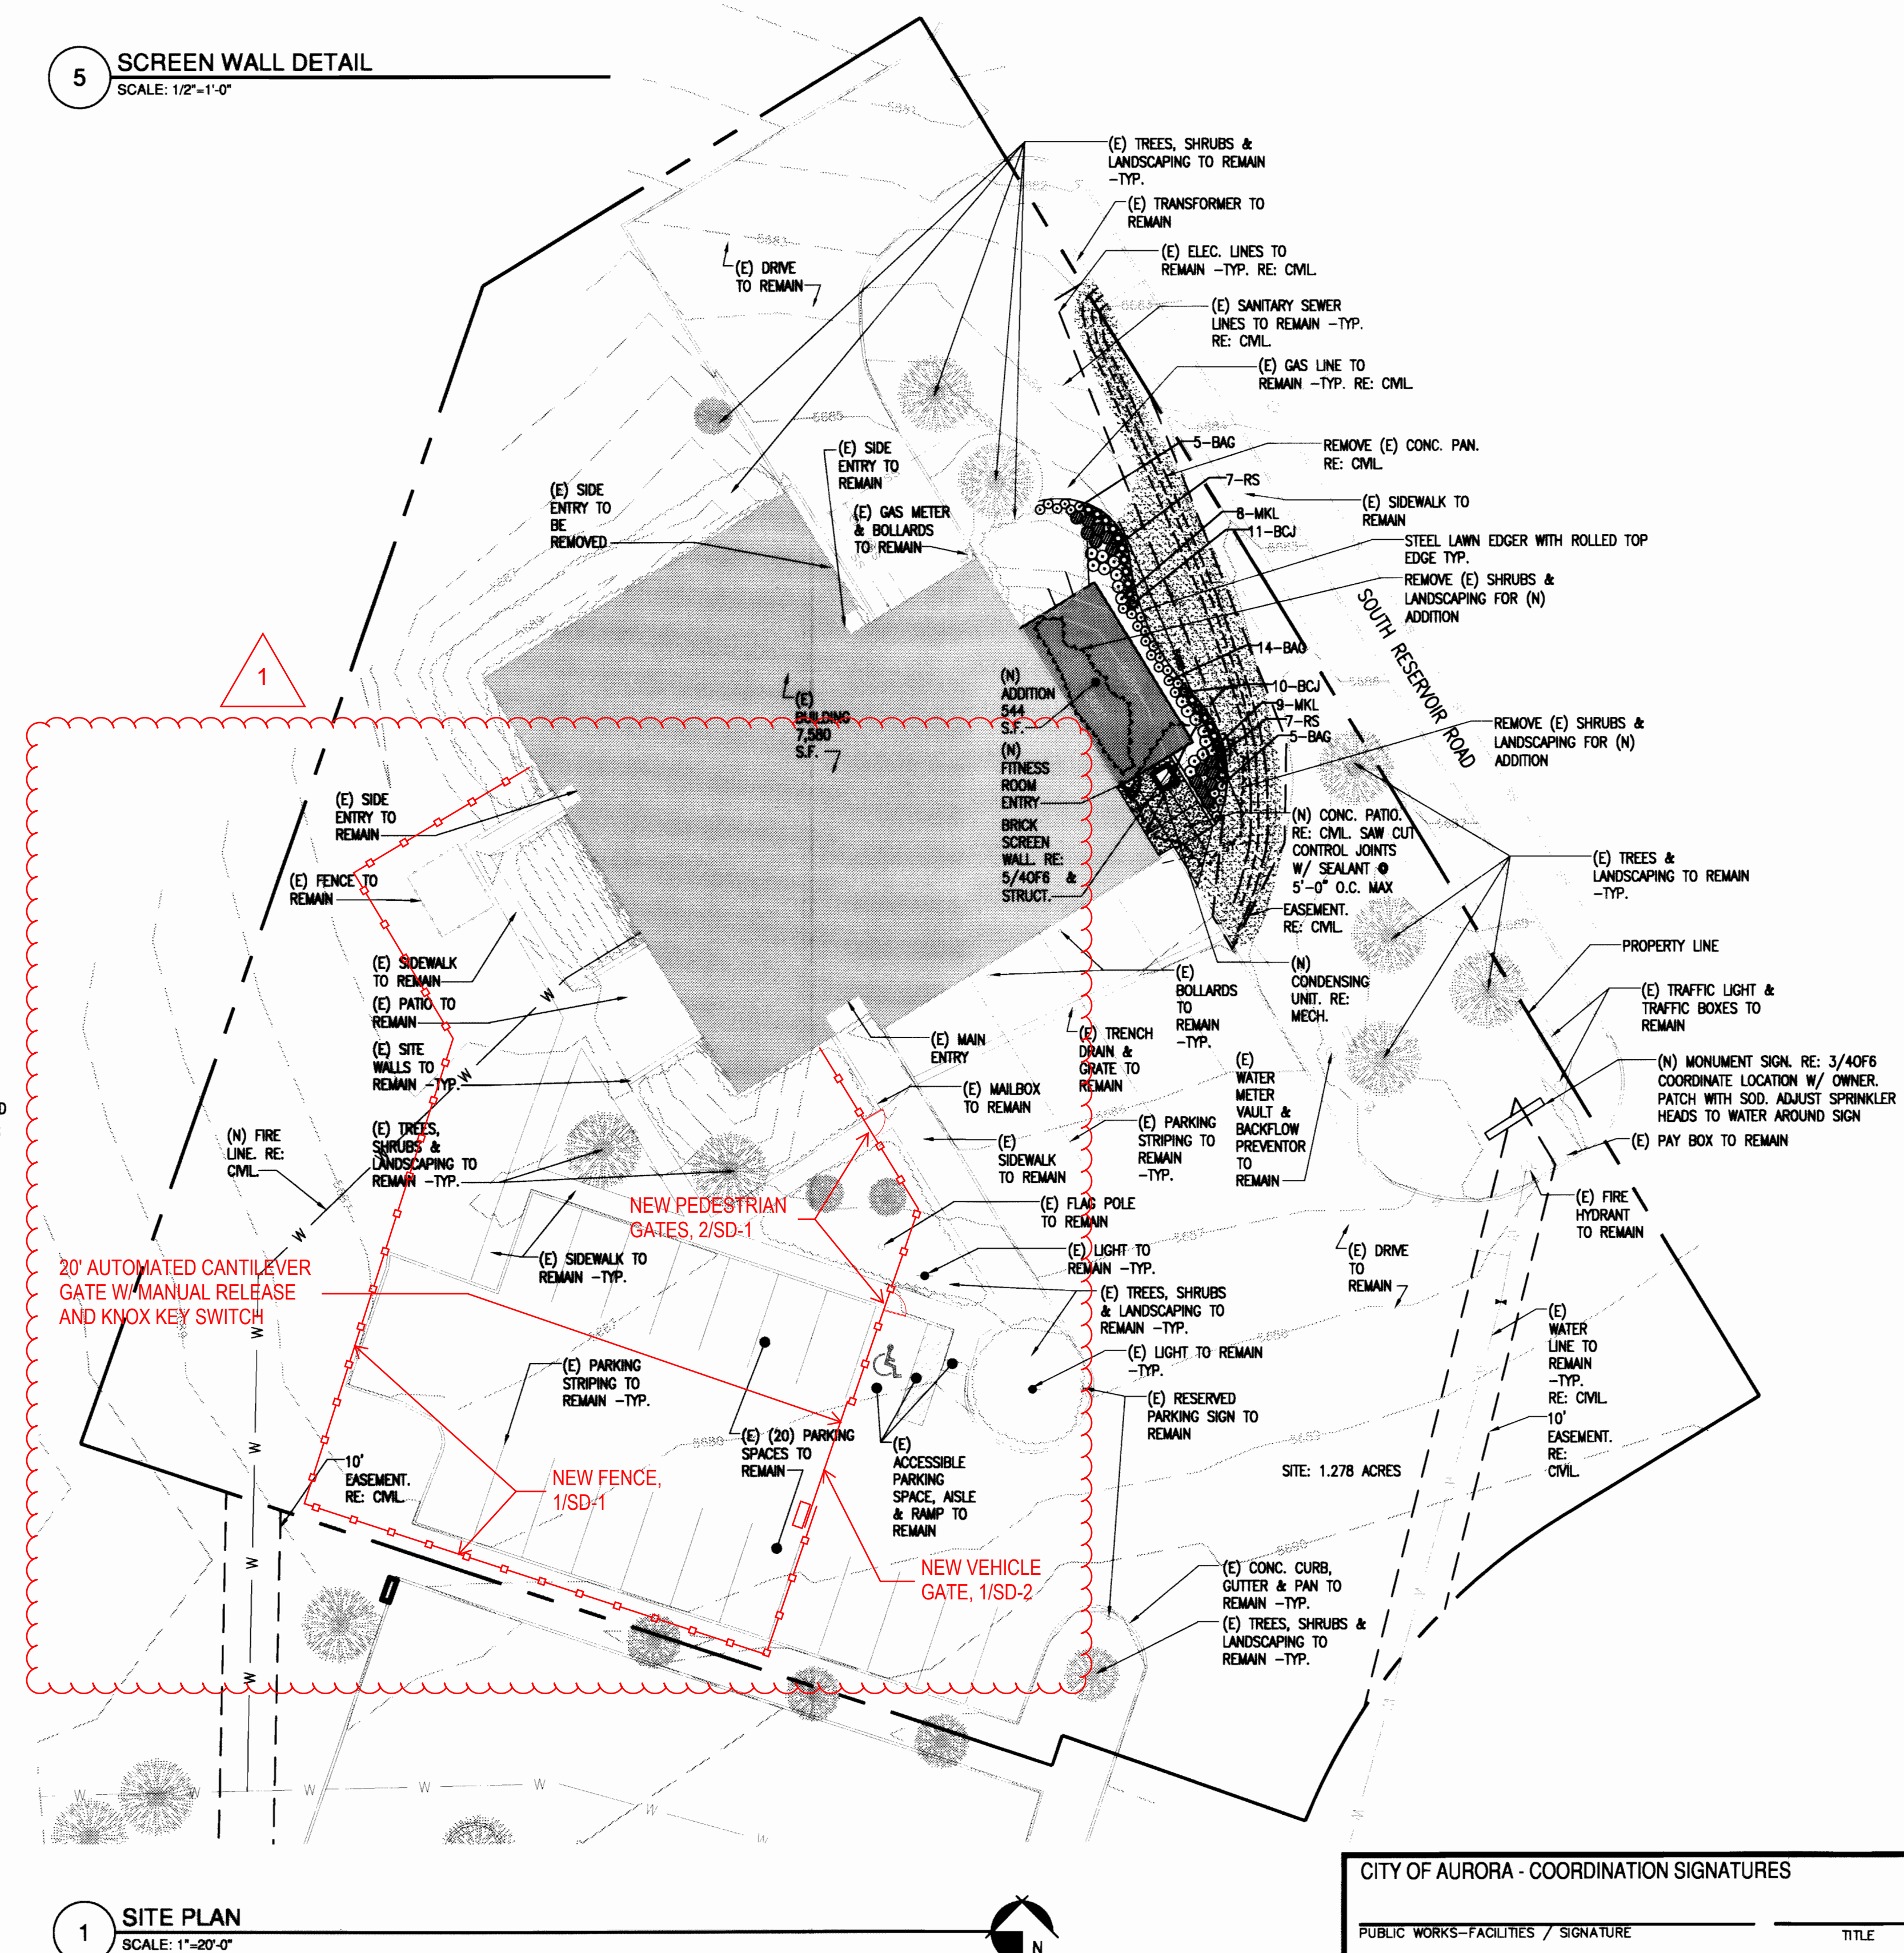 5
SCREEN WALL DETAIL
SCALE: 1/2"=1'-0"
(E) TREES, SHRUBS &
LANDSCAPING TO REMAIN
-TYP.
(E) TRANSFORMER TO
REMAIN
(E) ELEC. LINES TO
REMAIN -TYP. RE: CIVIL
(E) DRIVE
TO REMAIN
(E) SANITARY SEWER
LINES TO REMAIN -TYP.
RE: CIVIL
(E) GAS LINE TO
REMAIN -TYP. RE: CIVIL
5-BAG
REMOVE (E) CONC. PAN.
RE: CIVIL
(E) SIDE
ENTRY TO
REMAIN
7-RS
(E) SIDE
ENTRY TO
BE
REMOVED
(E) GAS METER
& BOLLARDS
TO REMAIN
8-MKL
11-BCJ
(E) SIDEWALK TO
REMAIN
STEEL LAWN EDGER WITH ROLLED TOP
EDGE TYP.
REMOVE (E) SHRUBS &
LANDSCAPING FOR (N)
ADDITION
SOUTH RESERVOIR ROAD
1
14-BAG
(N)
ADDITION
544
S.F.
10-BCJ
9-MKL
7-RS
5-BAG
(E)
BUILDING
7,580
S.F.
REMOVE (E) SHRUBS &
LANDSCAPING FOR (N)
ADDITION
(N)
FITNESS
ROOM
ENTRY
BRICK
SCREEN
WALL. RE:
5/4OF6 &
STRUCT.
(E) SIDE
ENTRY TO
REMAIN
(N) CONC. PATIO.
RE: CIVIL. SAW CUT
CONTROL JOINTS
W/ SEALANT @
5'-0" O.C. MAX
(E) TREES &
LANDSCAPING TO REMAIN
-TYP.
(E) FENCE TO
REMAIN
EASEMENT.
RE: CIVIL
PROPERTY LINE
(E) SIDEWALK
TO REMAIN
(E) PATIO TO
REMAIN
(E) SITE
WALLS TO
REMAIN -TYP.
(E)
BOLLARDS
TO
REMAIN
-TYP.
(N)
CONDENSING
UNIT. RE:
MECH.
(E) TRAFFIC LIGHT &
TRAFFIC BOXES TO
REMAIN
(E) MAIN
ENTRY
(E) TRENCH
DRAIN &
GRATE TO
REMAIN
(E)
WATER
METER
VAULT &
BACKFLOW
PREVENTOR
TO
REMAIN
(N) MONUMENT SIGN. RE: 3/4OF6
COORDINATE LOCATION W/ OWNER.
PATCH WITH SOD. ADJUST SPRINKLER
HEADS TO WATER AROUND SIGN
(E) MAILBOX
TO REMAIN
D
(N) FIRE
LINE. RE:
CIVIL
(E) TREES,
SHRUBS &
LANDSCAPING TO
REMAIN -TYP.
(E)
SIDEWALK
TO REMAIN
(E) PARKING
STRIPING TO
REMAIN
-TYP.
(E) PAY BOX TO REMAIN
NEW PEDESTRIAN
GATES, 2/SD-1
(E) FLAG POLE
TO REMAIN
(E) FIRE
HYDRANT
TO REMAIN
20' AUTOMATED CANTILEVER
GATE W/ MANUAL RELEASE
AND KNOX KEY SWITCH
(E) SIDEWALK TO
REMAIN -TYP.
(E) LIGHT TO
REMAIN -TYP.
(E) DRIVE
TO
REMAIN
(E) TREES, SHRUBS
& LANDSCAPING TO
REMAIN -TYP.
(E)
WATER
LINE TO
REMAIN
-TYP.
RE: CIVIL
(E) PARKING
STRIPING TO
REMAIN -TYP.
(E) LIGHT TO REMAIN
-TYP.
(E) RESERVED
PARKING SIGN TO
REMAIN
10'
EASEMENT.
RE:
CIVIL
(E) (20) PARKING
SPACES TO
REMAIN
(E)
ACCESSIBLE
PARKING
SPACE, AISLE
& RAMP TO
REMAIN
10'
EASEMENT.
RE: CIVIL
NEW FENCE,
1/SD-1
SITE: 1.278 ACRES
NEW VEHICLE
GATE, 1/SD-2
(E) CONC. CURB,
GUTTER & PAN TO
REMAIN -TYP.
(E) TREES, SHRUBS &
LANDSCAPING TO
REMAIN -TYP.
1
SITE PLAN
SCALE: 1"=20'-0"
N
CITY OF AURORA - COORDINATION SIGNATURES
PUBLIC WORKS-FACILITIES / SIGNATURE
TITLE